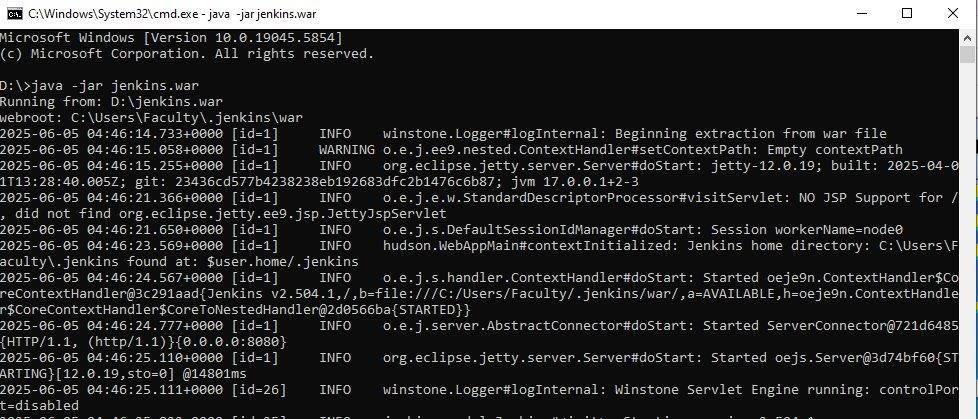 C:\Windows\System32\cmd.exe - java -jar jenkins.war
Microsoft Windows [Version 10.0.19045.5854]
(c) Microsoft Corporation. All rights reserved.
D:\>java -jar jenkins.war
Running from: D:\jenkins.war
webroot: C:\Users\Faculty\.jenkins\war
2025-06-05 04:46:14.733+0000 [id=1] INFO winstone.Logger#logInternal: Beginning extraction from war file
2025-06-05 04:46:15.058+0000 [id=1] WARNING o.e.j.ee9.nested.ContextHandler#setContextPath: Empty contextPath
2025-06-05 04:46:15.255+0000 [id=1] INFO org.eclipse.jetty.server.Server#doStart: jetty-12.0.19; built: 2025-04-0
1T13:28:40.005Z; git: 23436cd577b4238238eb192683dfc2b1476c6b87; jvm 17.0.0.1+2-3
2025-06-05 04:46:21.366+0000 [id=1] INFO o.e.j.e.w.StandardDescriptorProcessor#visitServlet: NO JSP Support for /
, did not find org.eclipse.jetty.ee9.jsp.JettyJspServlet
2025-06-05 04:46:21.650+0000 [id=1] INFO o.e.j.s.DefaultSessionIdManager#doStart: Session workerName=node0
2025-06-05 04:46:23.569+0000 [id=1] INFO hudson.WebAppMain#contextInitialized: Jenkins home directory: C:\Users\F
aculty\.jenkins found at: $user.home/.jenkins
2025-06-05 04:46:24.567+0000 [id=1] INFO o.e.j.s.handler.ContextHandler#doStart: Started oeje9n.ContextHandler$Co
reContextHandler@3c291aad{Jenkins v2.504.1,/,b=file:///C:/Users/Faculty/.jenkins/war/,a=AVAILABLE,h=oeje9n.ContextHandle
r$CoreContextHandler$CoreToNestedHandler@2d0566ba{STARTED}}
2025-06-05 04:46:24.777+0000 [id=1] INFO o.e.j.server.AbstractConnector#doStart: Started ServerConnector@721d6485
{HTTP/1.1, (http/1.1)}{0.0.0.0:8080}
2025-06-05 04:46:25.110+0000 [id=1] INFO org.eclipse.jetty.server.Server#doStart: Started oejs.Server@3d74bf60{ST
ARTING}[12.0.19,sto=0] @14801ms
2025-06-05 04:46:25.111+0000 [id=26] INFO winstone.Logger#logInternal: Winstone Servlet Engine running: controlPor
t=disabled